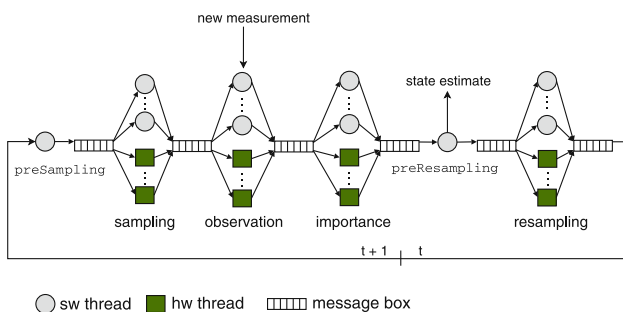 new measurement
state estimate
preSampling
preResampling
sampling
observation
importance
resampling
t + 1
t
sw thread
hw thread
message box